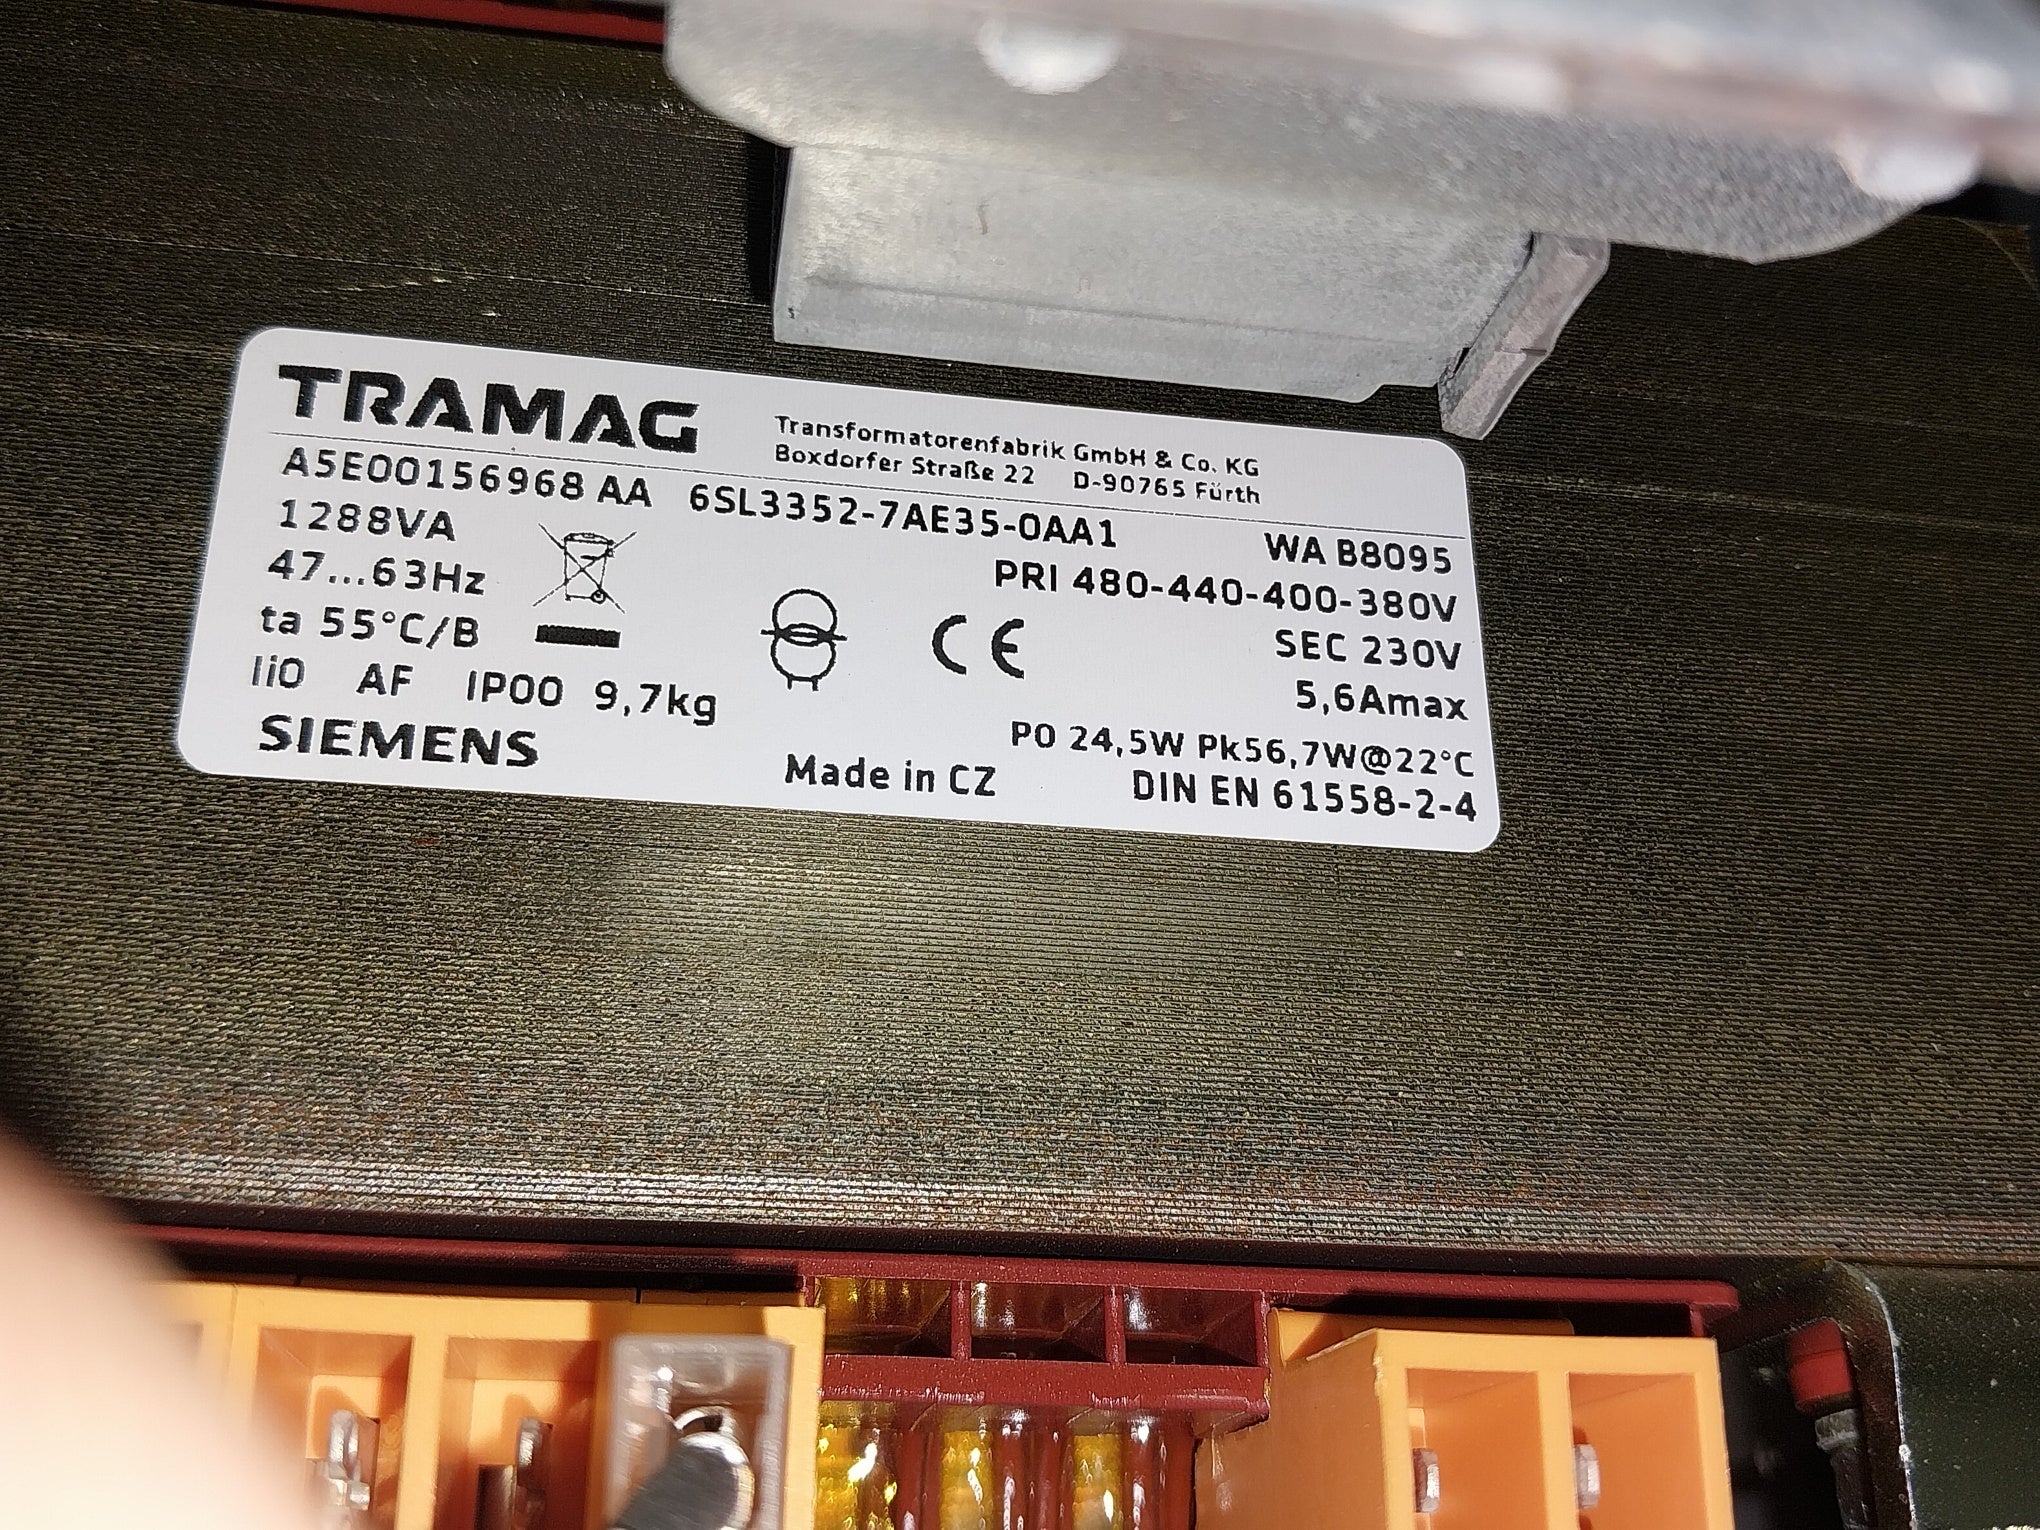 TRAMAG
Transformatorenfabrik GmbH & Co. KG
Boxdorfer Straße 22 D-90765 Fürth
A5E00156968 AA 6SL3352-7AE35-0AA1
WA B8095
1288VA
PRI 480-440-400-380V
47...63Hz
SEC 230V
ta 55°C/B
CE
5,6Amax
Ii0 AF IP00 9,7kg
P0 24,5W Pk56,7W@22°C
SIEMENS
Made in CZ
DIN EN 61558-2-4